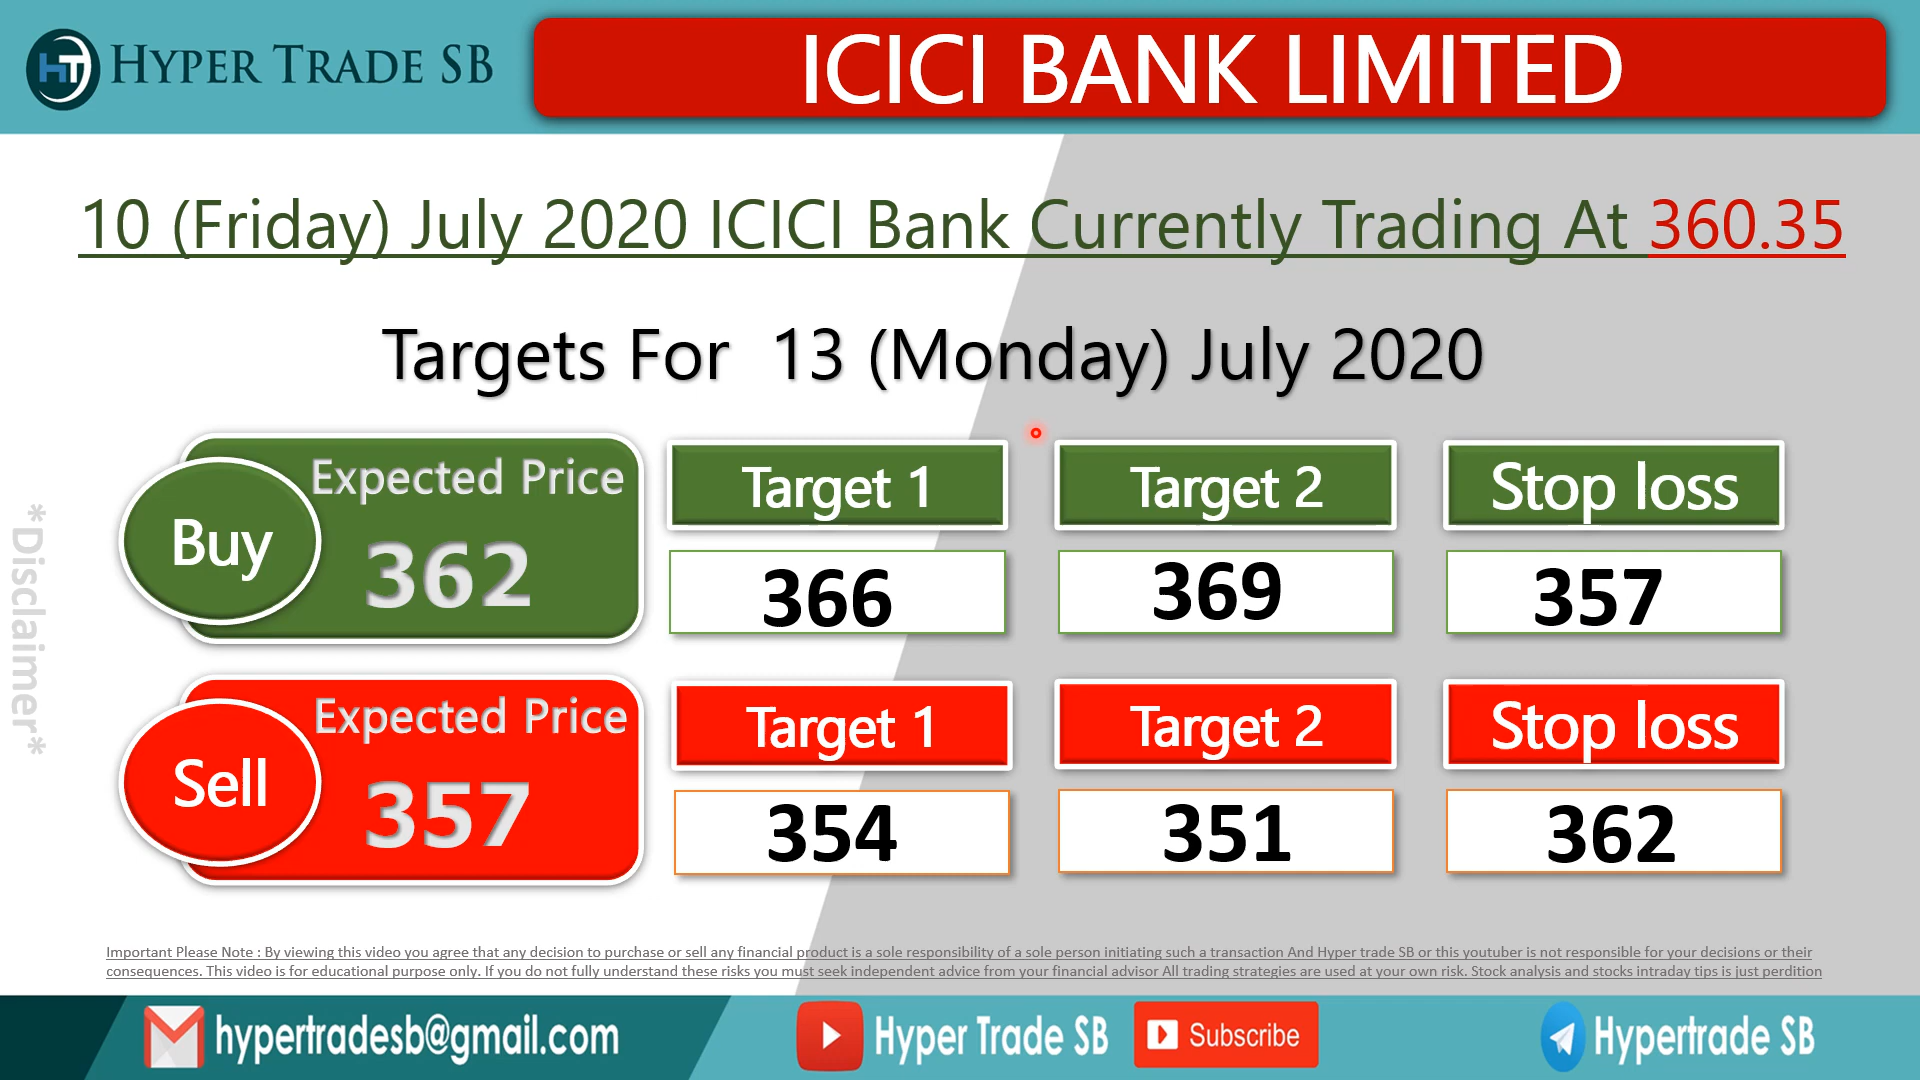 HT HYPER TRADE SB
ICICI BANK LIMITED
10 (Friday) July 2020 ICICI Bank Currently Trading At 360.35
Targets For 13 (Monday) July 2020
*Disclaimer*
Buy
Expected Price
362
Target 1
366
Target 2
369
Stop loss
357
Sell
Expected Price
357
Target 1
354
Target 2
351
Stop loss
362
Important Please Note : By viewing this video you agree that any decision to purchase or sell any financial product is a sole responsibility of a sole person initiating such a transaction And Hyper trade SB or this youtuber is not responsible for your decisions or their
consequences. This video is for educational purpose only. If you do not fully understand these risks you must seek independent advice from your financial advisor All trading strategies are used at your own risk. Stock analysis and stocks intraday tips is just perdition
hypertradesb@gmail.com
Hyper Trade SB
Subscribe
Hypertrade SB